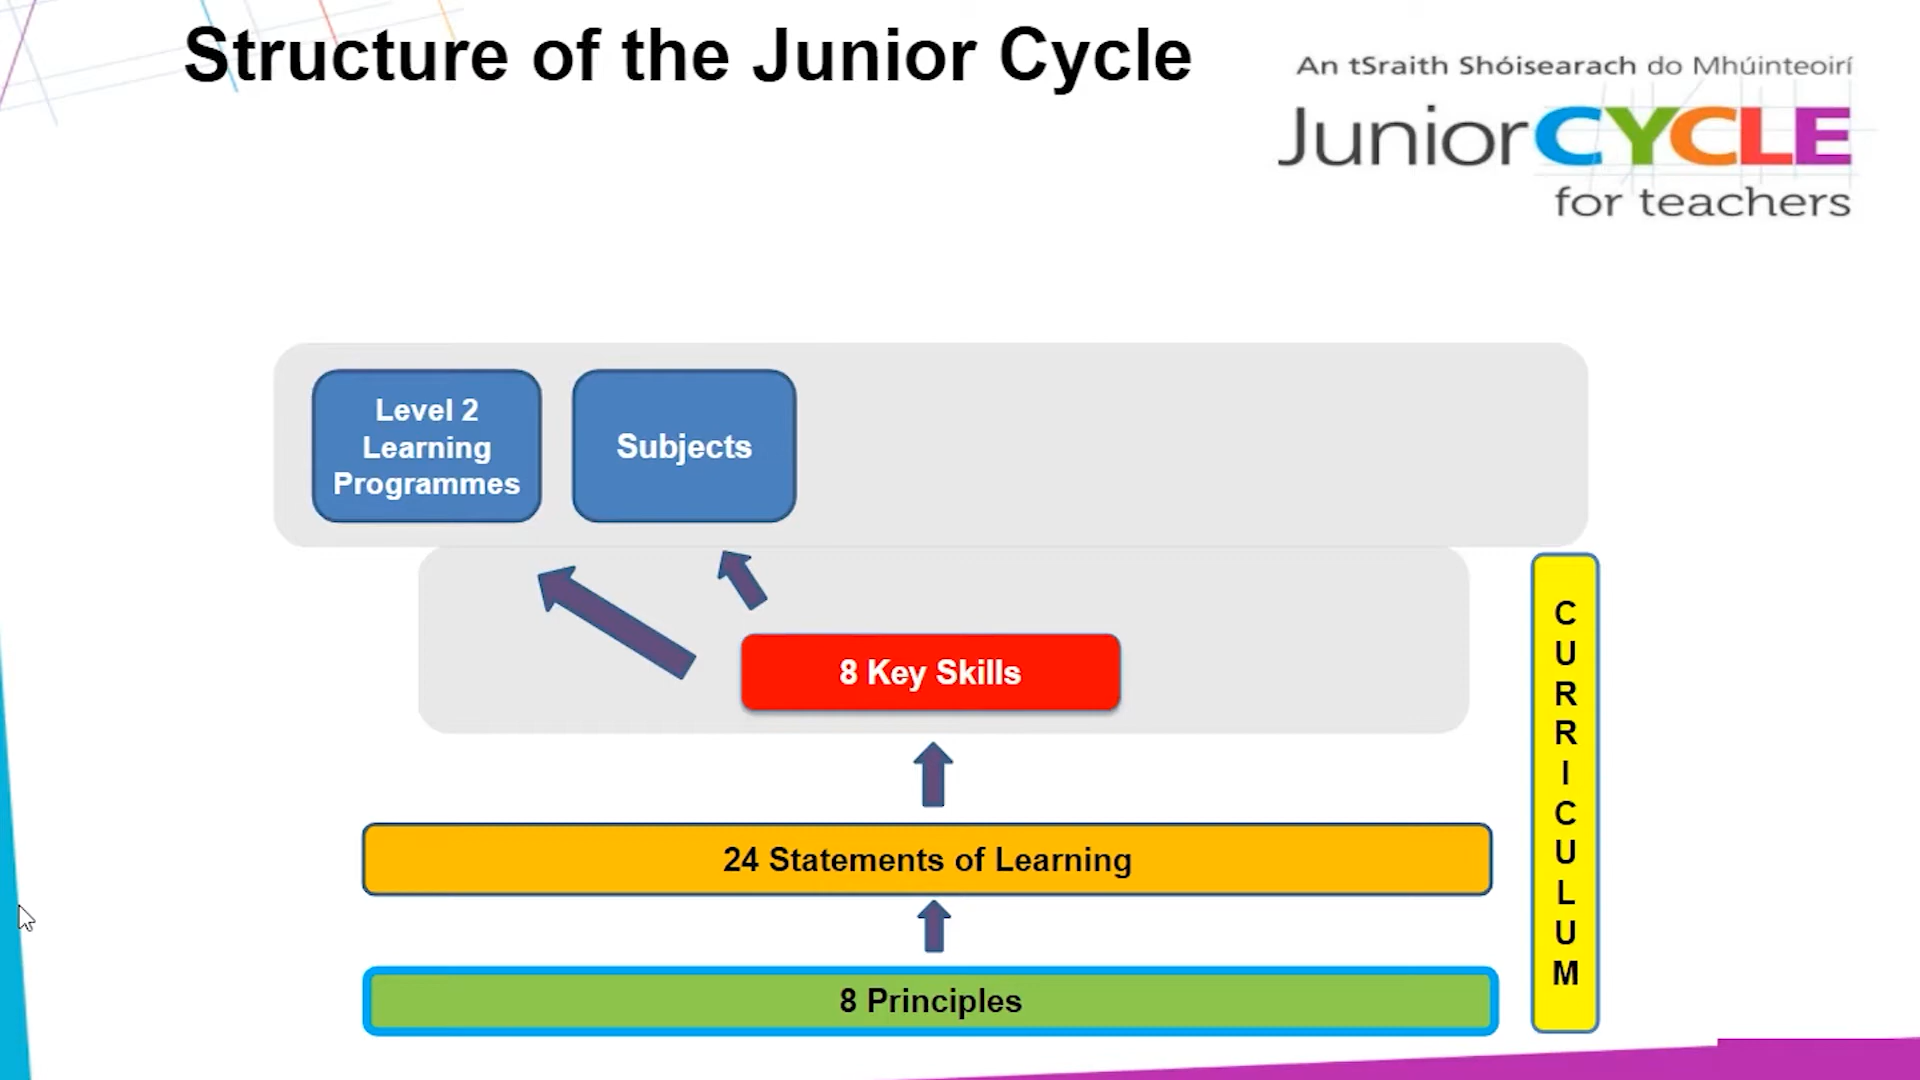 Structure of the Junior Cycle
An tSraith Shóisearach do Mhúinteoirí
JuniorCYCLE
for teachers
Level 2
Learning
Programmes
Subjects
8 Key Skills
24 Statements of Learning
8 Principles
C
U
R
R
I
C
U
L
U
M